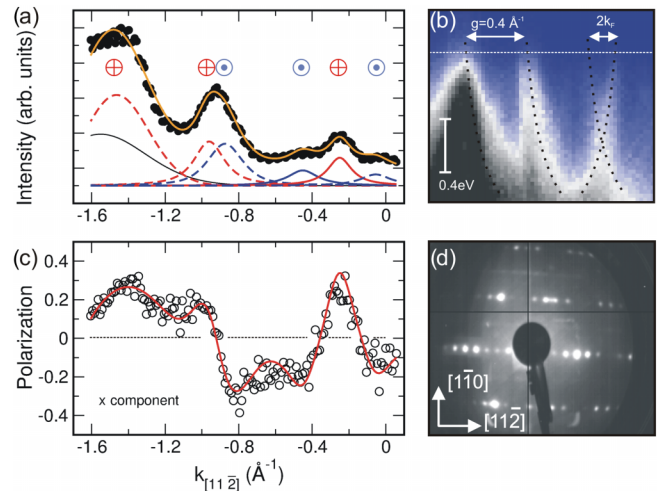 (a)
Intensity (arb. units)
-1.6 -1.2 -0.8 -0.4 0
(b)
g=0.4 Å⁻¹
2k_F
0.4eV
(c)
Polarization
0.4
0.2
0
-0.2
-0.4
x component
-1.6 -1.2 -0.8 -0.4 0
k_[11 2̄] (Å⁻¹)
(d)
[11̄0]
[112̄]